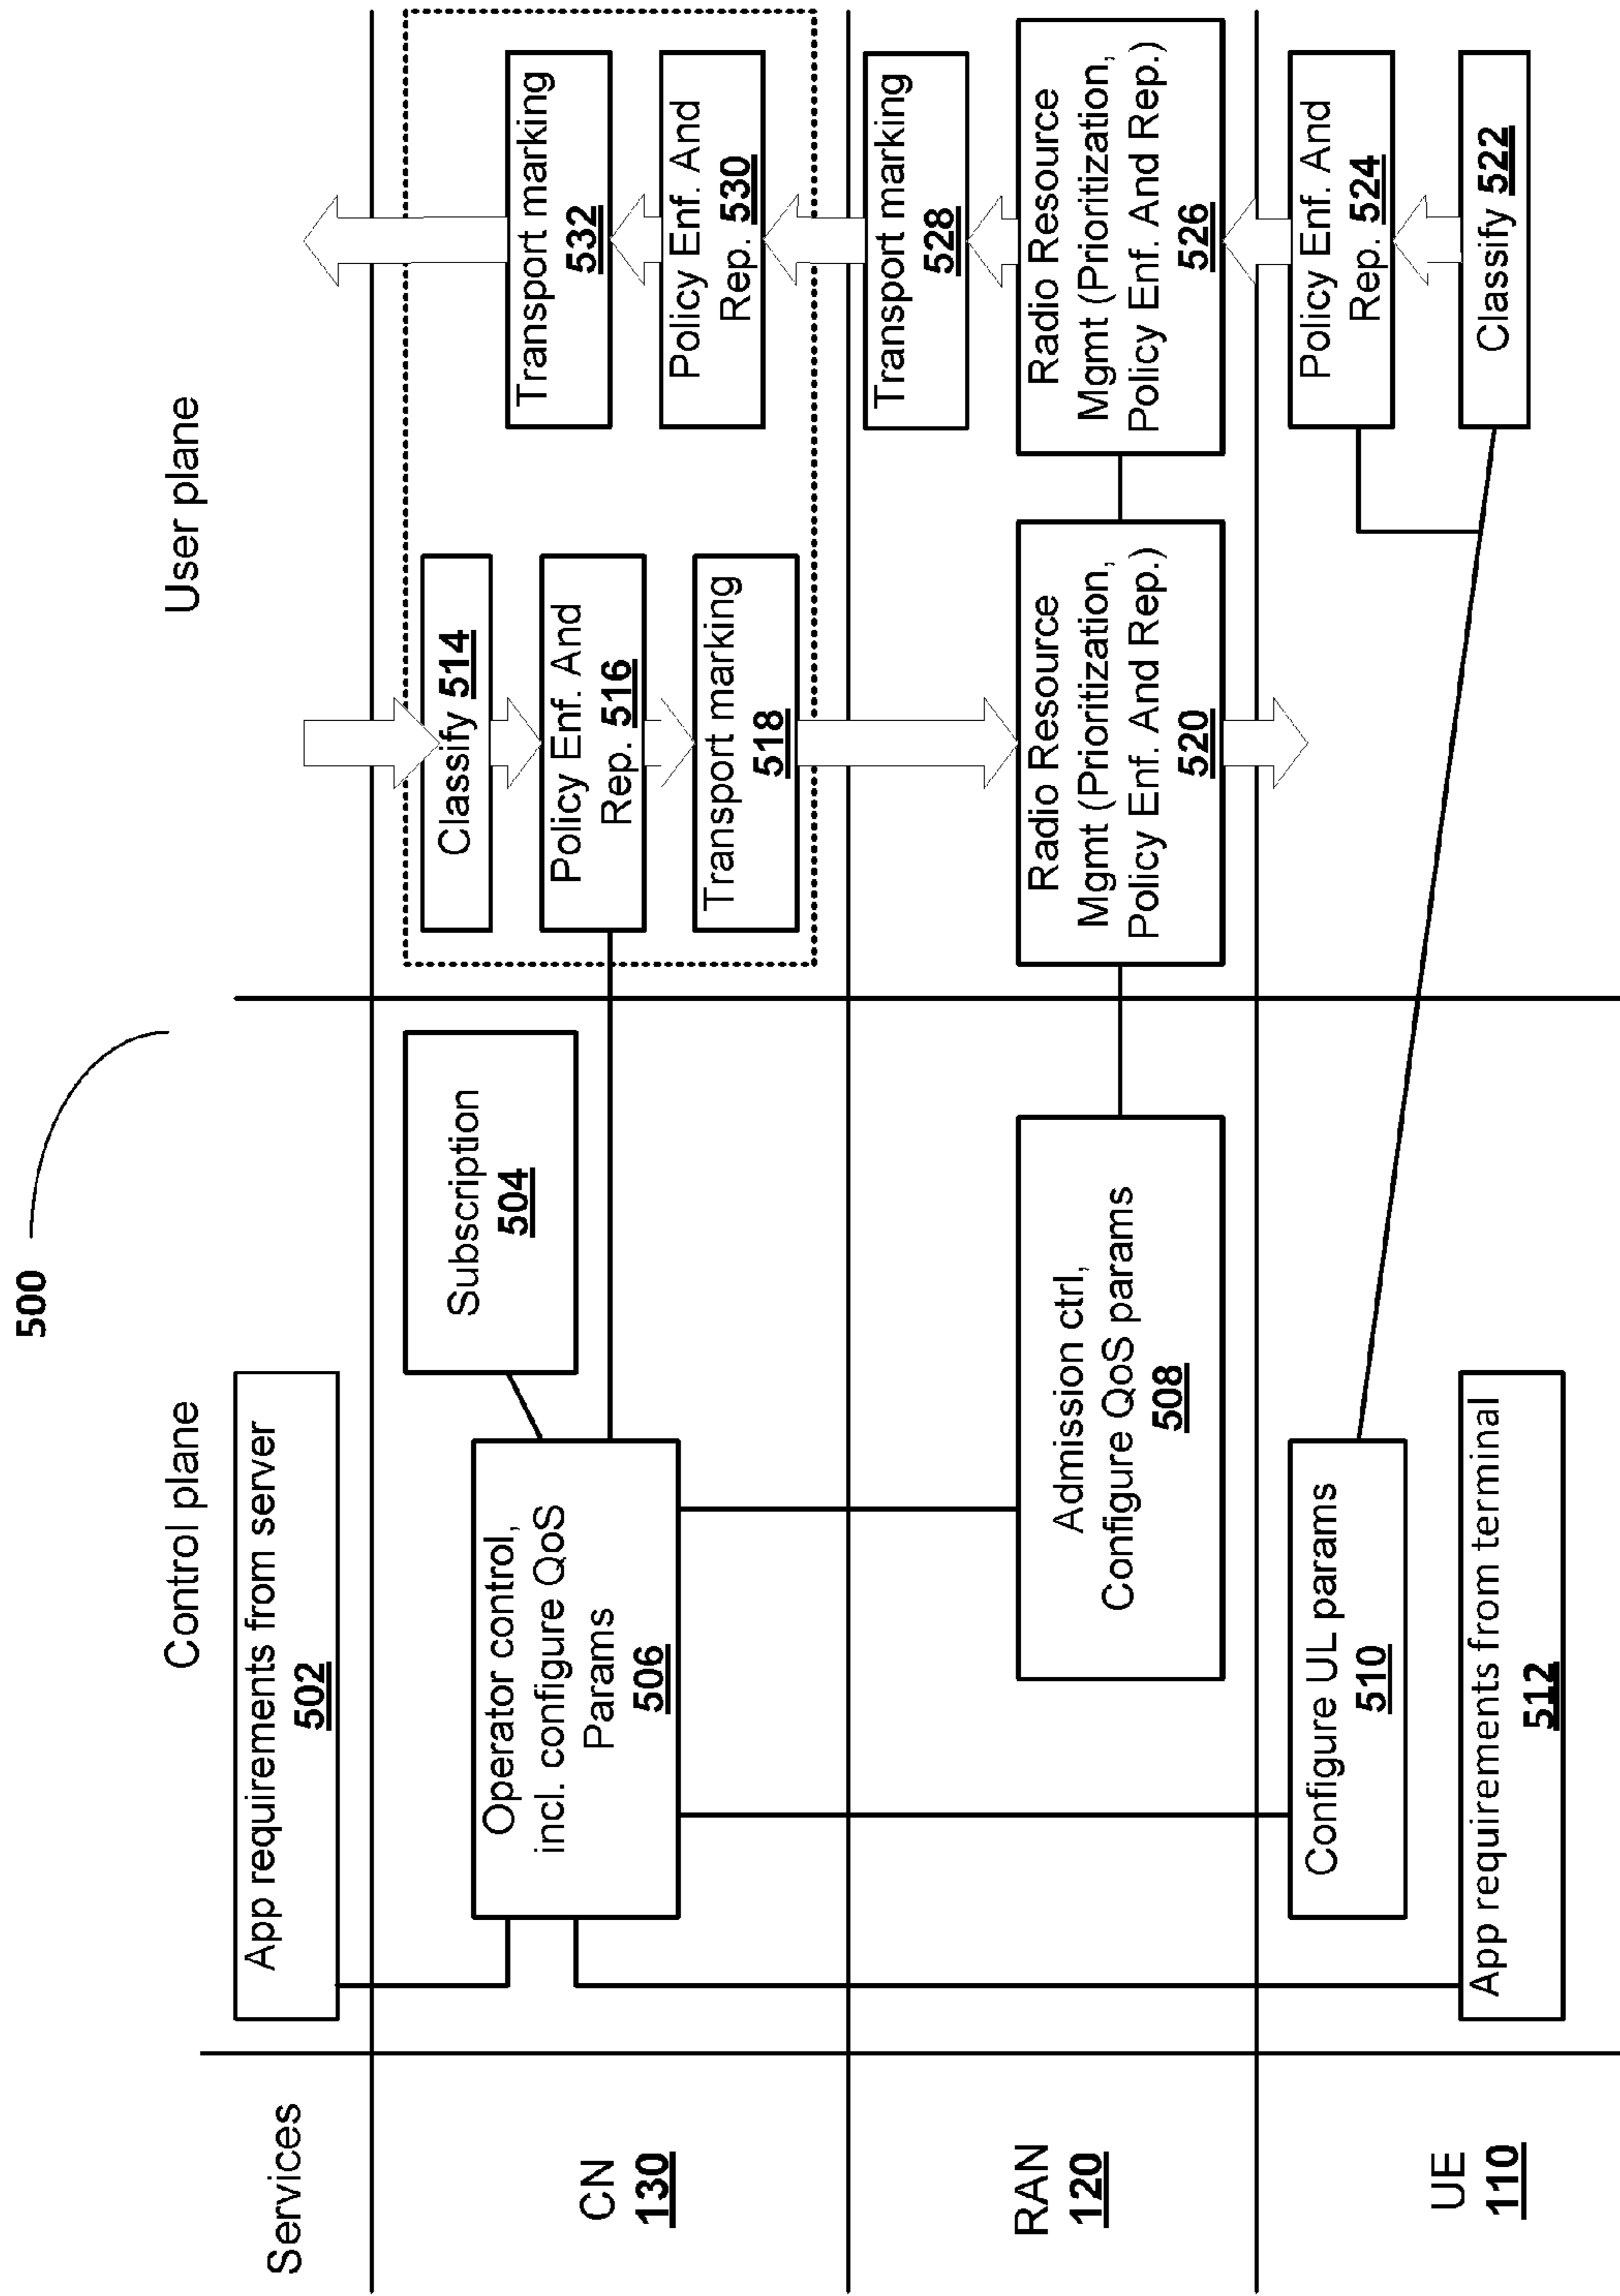 500
Control plane
User plane
Services
App requirements from server
502
CN
130
Operator control,
incl. configure QoS
Params
506
Subscription
504
Classify 514
Policy Enf. And
Rep. 516
Transport marking
518
Transport marking
532
Policy Enf. And
Rep. 530
RAN
120
Admission ctrl,
Configure QoS params
508
Radio Resource
Mgmt (Prioritization,
Policy Enf. And Rep.)
520
Transport marking
528
Radio Resource
Mgmt (Prioritization,
Policy Enf. And Rep.)
526
UE
110
Configure UL params
510
App requirements from terminal
512
Policy Enf. And
Rep. 524
Classify 522